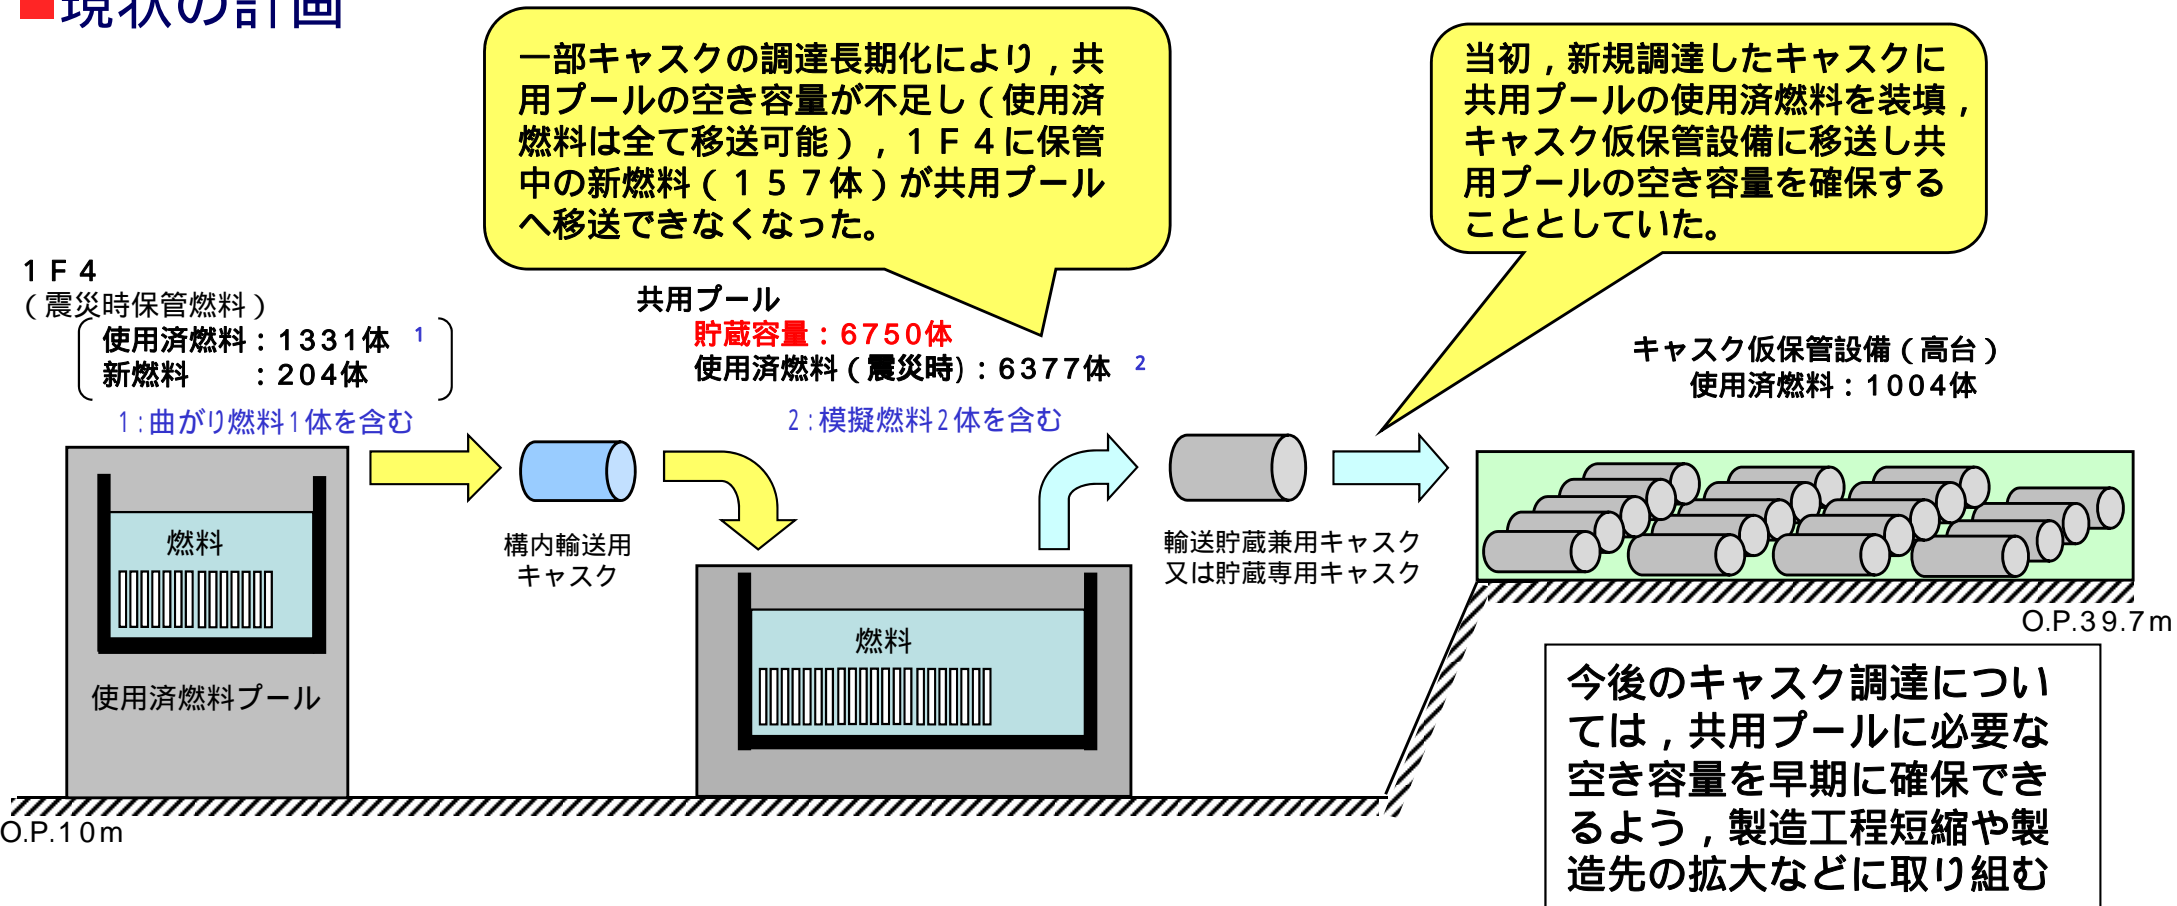 ■現状の計画
一部キャスクの調達長期化により，共
用プールの空き容量が不足し（使用済
燃料は全て移送可能），１Ｆ４に保管
中の新燃料（１５７体）が共用プール
へ移送できなくなった。
当初，新規調達したキャスクに
共用プールの使用済燃料を装填，
キャスク仮保管設備に移送し共
用プールの空き容量を確保する
こととしていた。
１Ｆ４
（震災時保管燃料）
使用済燃料：1331体 1
新燃料　　：204体
1:曲がり燃料1体を含む
共用プール
貯蔵容量：6750体
使用済燃料（震災時)：6377体 2
2:模擬燃料2体を含む
キャスク仮保管設備（高台）
使用済燃料：1004体
燃料
使用済燃料プール
構内輸送用
キャスク
燃料
輸送貯蔵兼用キャスク
又は貯蔵専用キャスク
O.P.39.7m
O.P.10m
今後のキャスク調達につい
ては，共用プールに必要な
空き容量を早期に確保でき
るよう，製造工程短縮や製
造先の拡大などに取り組む